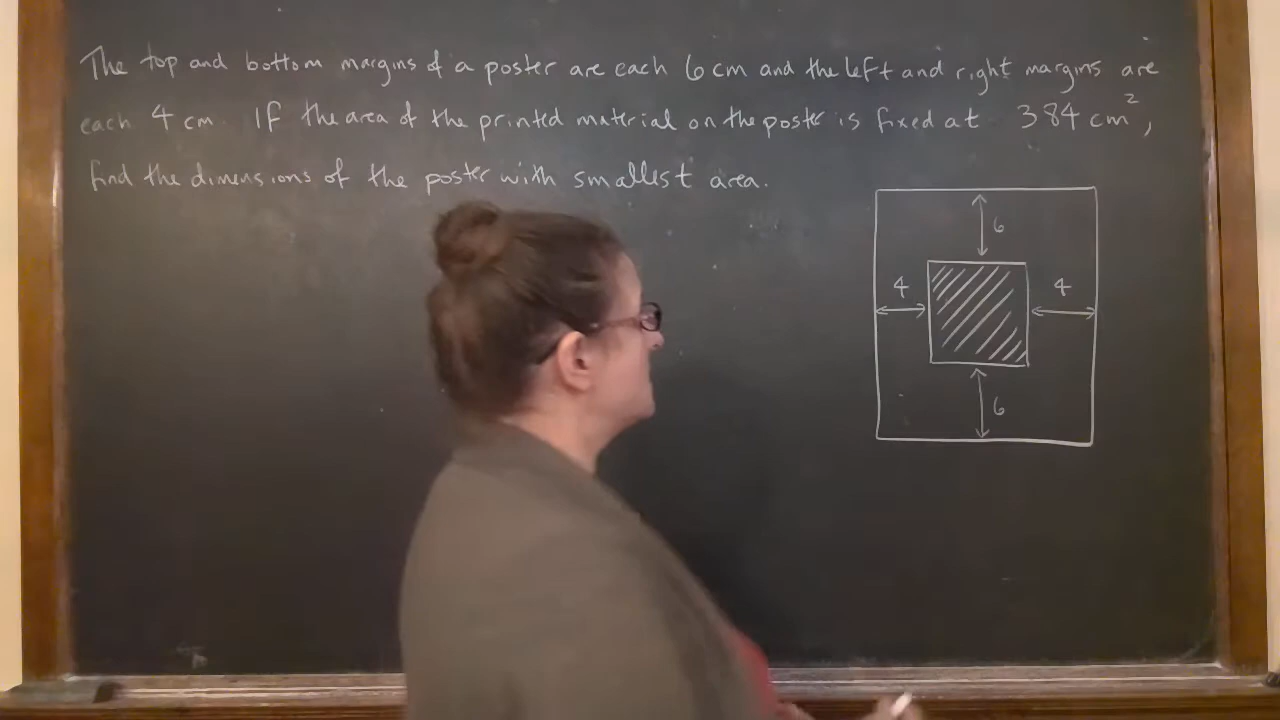 The top and bottom margins of a poster are each 6 cm and the left and right margins are
each 4 cm. If the area of the printed material on the poster is fixed at 384 cm²,
find the dimensions of the poster with smallest area.
6
4 4
6